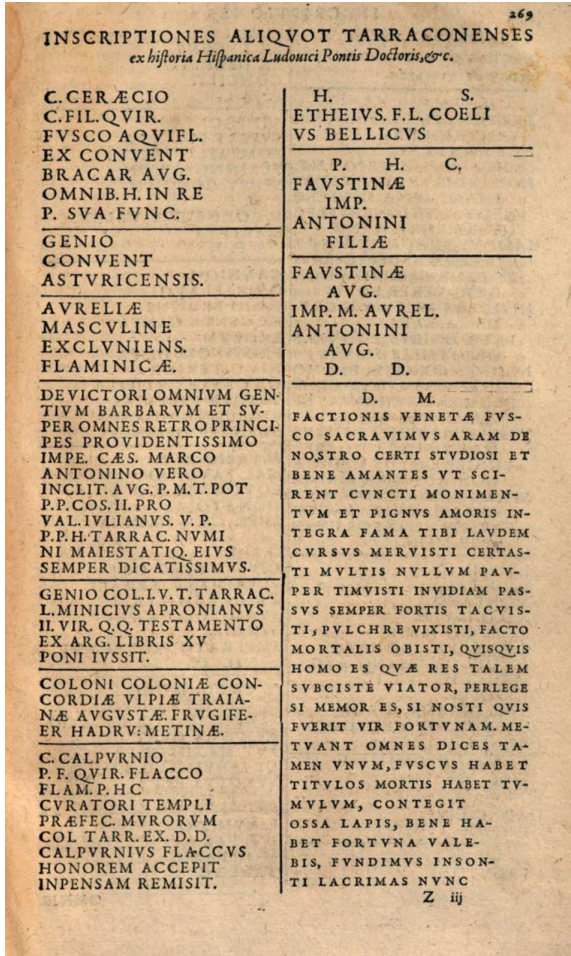 269
INSCRIPTIONES ALIQVOT TARRACONENSES
ex historia Hispanica Ludouici Pontis Doctoris, &c.
C. CERÆCIO
C. FIL. QVIR.
FVSCO AQVIFL.
EX CONVENT
BRACAR AVG.
OMNIB. H. IN RE
P. SVA FVNC.
GENIO
CONVENT
ASTVRICENSIS.
AVRELIÆ
MASCVLINE
EXCLVNIENS.
FLAMINICÆ.
DEVICTORI OMNIVM GEN-
TIVM BARBARVM ET SV-
PER OMNES RETRO PRINCI-
PES PROVIDENTISSIMO
IMPE. CÆS. MARCO
ANTONINO VERO
INCLIT. AVG. P. M. T. POT
P. P. COS. II. PRO
VAL. IVLIANVS. V. P.
P. P. H. TARRAC. NVMI
NI MAIESTATIQ. EIVS
SEMPER DICATISSIMVS.
GENIO COL. I. V. T. TARRAC.
L. MINICIVS APRONIANVS
II. VIR. Q. Q. TESTAMENTO
EX ARG. LIBRIS XV
PONI IVSSIT.
COLONI COLONIÆ CON-
CORDIÆ VLPIÆ TRAIA-
NÆ AVGVSTÆ. FRVGIFE-
ER HADRV: METINÆ.
C. CALPVRNIO
P. F. QVIR. FLACCO
FLAM. P. HC
CVRATORI TEMPLI
PRÆFEC. MVRORVM
COL TARR. EX. D. D.
CALPVRNIVS FLACCVS
HONOREM ACCEPIT
INPENSAM REMISIT.
H. S.
ETHEIVS. F. L. COELI
VS BELLICVS
P. H. C.
FAVSTINÆ
IMP.
ANTONINI
FILIÆ
FAVSTINÆ
AVG.
IMP. M. AVREL.
ANTONINI
AVG.
D. D.
D. M.
FACTIONIS VENETÆ FVS-
CO SACRAVIMVS ARAM DE
NOSTRO CERTI STVDIOSI ET
BENE AMANTES VT SCI-
RENT CVNCTI MONIMEN-
TVM ET PIGNVS AMORIS IN-
TEGRA FAMA TIBI LAVDEM
CVRSVS MERVISTI CERTAS-
TI MVLTIS NVLLVM PAV-
PER TIMVISTI INVIDIAM PAS-
SVS SEMPER FORTIS TACVIS-
TI, PVLCHRE VIXISTI, FACTO
MORTALIS OBISTI, QVISQVIS
HOMO ES QVÆ RES TALEM
SVBCISTE VIATOR, PERLEGE
SI MEMOR ES, SI NOSTI QVIS
FVERIT VIR FORTVNAM. ME-
TVANT OMNES DICES TA-
MEN VNVM, FVSCVS HABET
TITVLOS MORTIS HABET TV-
MVLVM, CONTEGIT
OSSA LAPIS, BENE HA-
BET FORTVNA VALE-
BIS, FVNDIMVS INSON-
TI LACRIMAS NVNC
Z iij